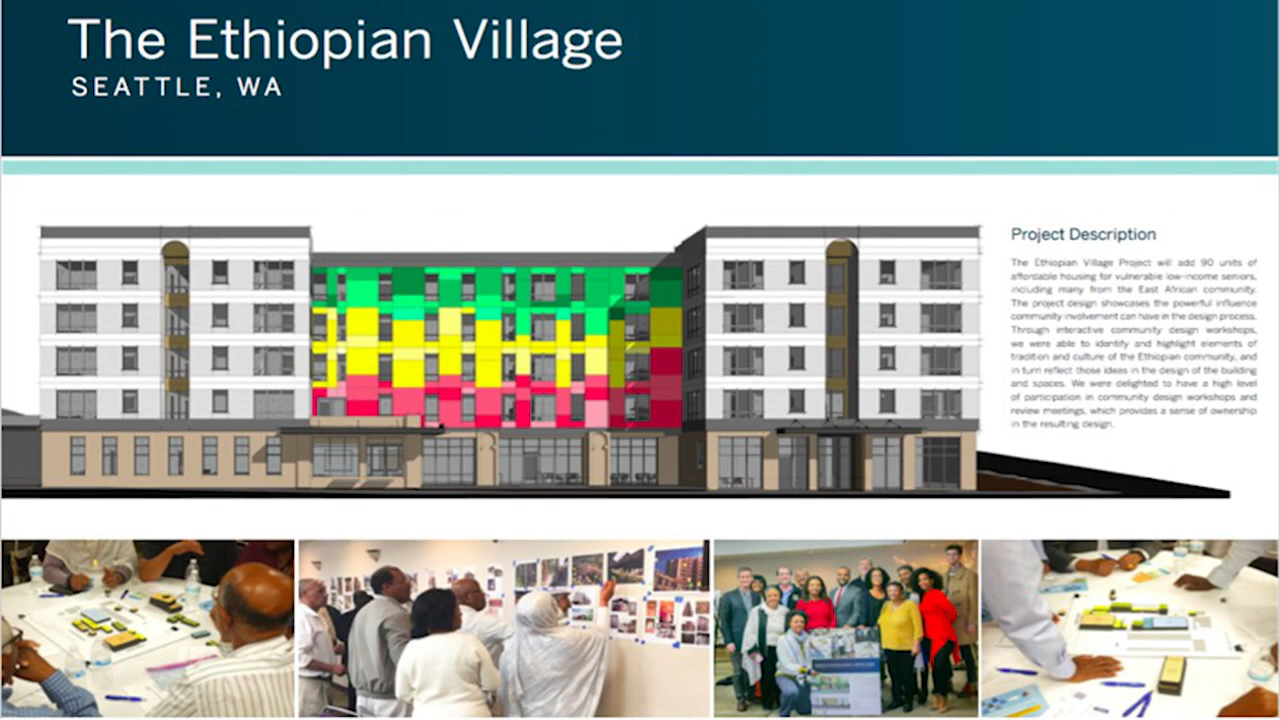 The Ethiopian Village
SEATTLE, WA
Project Description
The Ethiopian Village Project will add 90 units of
affordable housing for vulnerable low-income seniors,
including many from the East African community.
The project design showcases the powerful influence
community involvement can have in the design process.
Through interactive community design workshops,
we were able to identify and highlight elements of
tradition and culture of the Ethiopian community, and
in turn reflect those ideas in the design of the building
and spaces. We were delighted to have a high level
of participation in community design workshops and
review meetings, which provides a sense of ownership
in the resulting design.